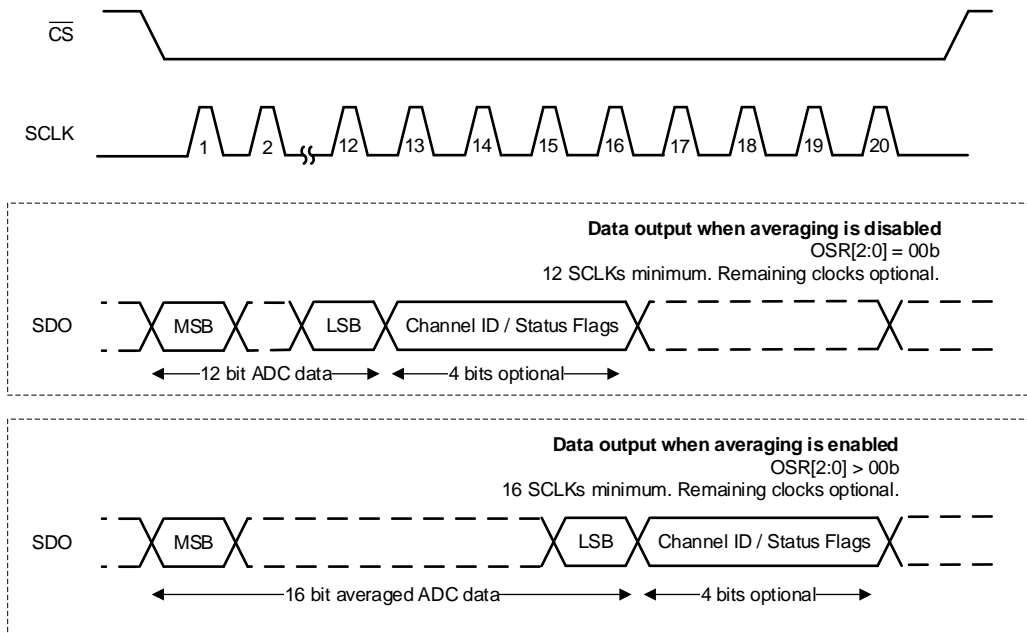 CS
SCLK
1 2 12 13 14 15 16 17 18 19 20
Data output when averaging is disabled
OSR[2:0] = 00b
12 SCLKs minimum. Remaining clocks optional.
SDO
MSB LSB Channel ID / Status Flags
12 bit ADC data 4 bits optional
Data output when averaging is enabled
OSR[2:0] > 00b
16 SCLKs minimum. Remaining clocks optional.
SDO
MSB LSB Channel ID / Status Flags
16 bit averaged ADC data 4 bits optional